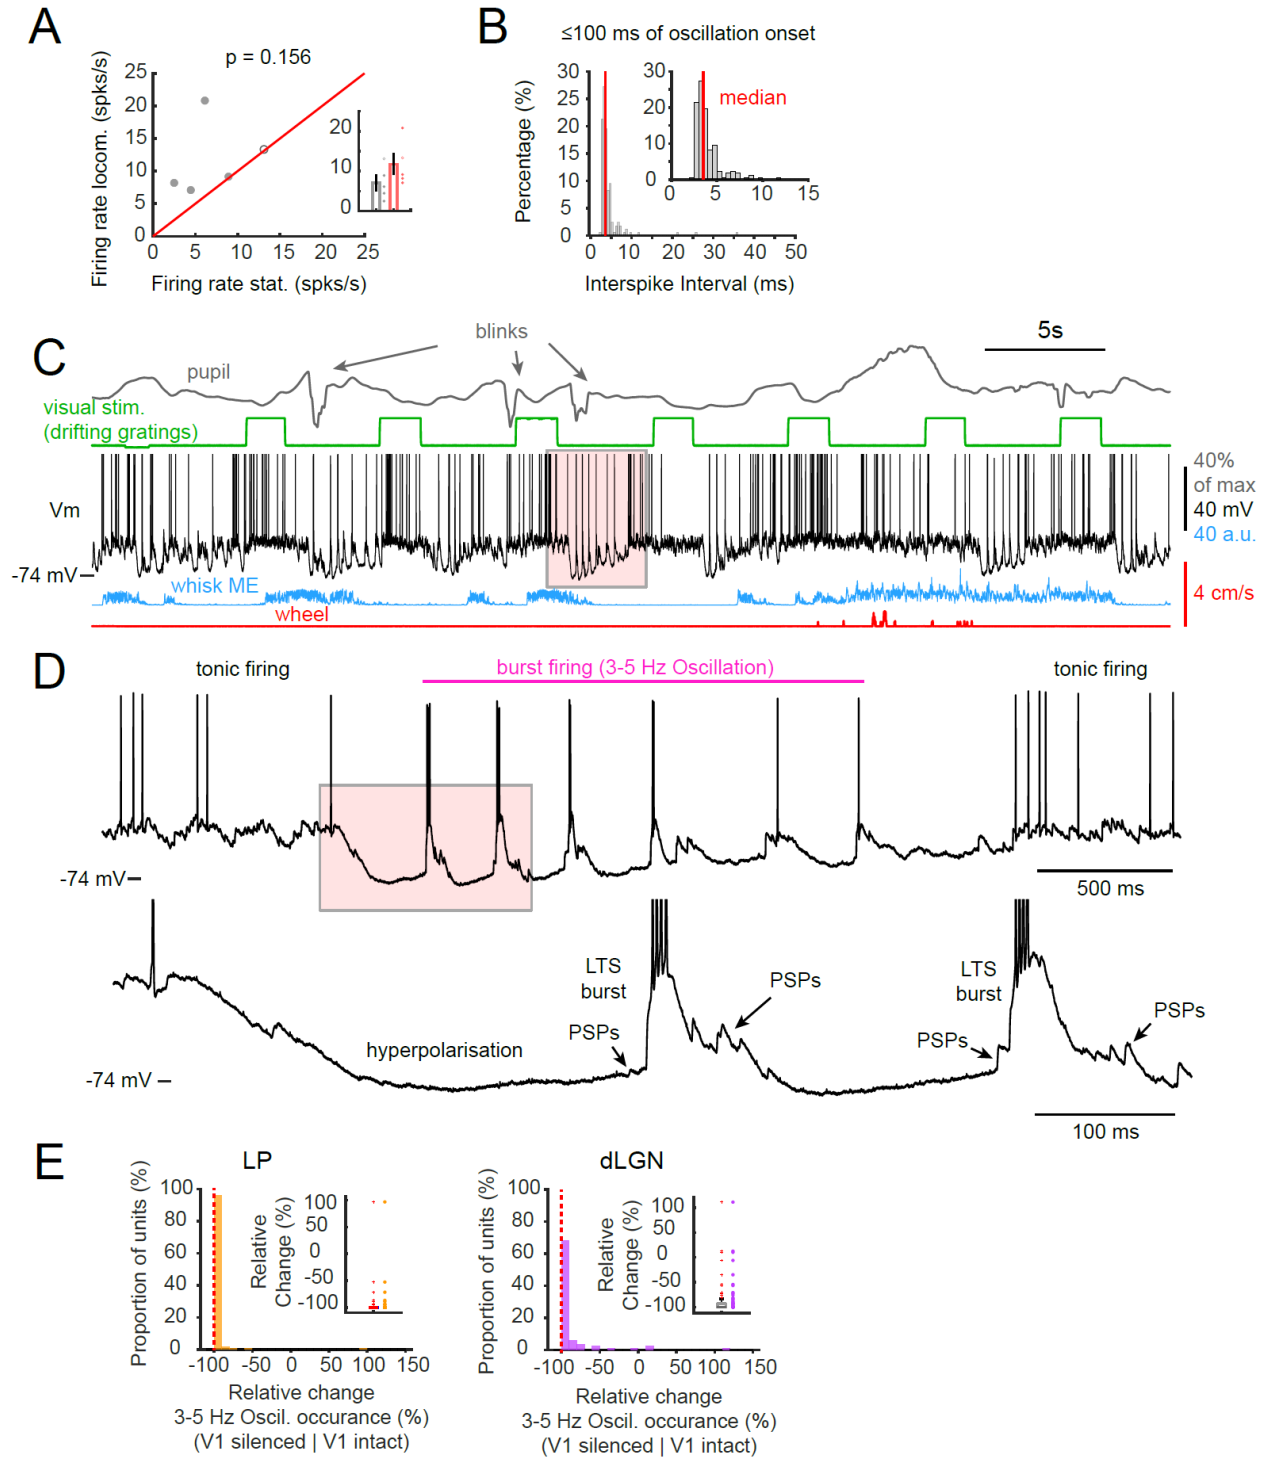 A
p = 0.156
Firing rate locom. (spks/s)
25
20
15
10
5
0
0 5 10 15 20 25
Firing rate stat. (spks/s)
20
10
0
B
≤100 ms of oscillation onset
Percentage (%)
30
25
20
15
10
5
0
0 10 20 30 40 50
Interspike Interval (ms)
30
20
10
0
0 5 10 15
median
C
blinks
5s
pupil
visual stim.
(drifting gratings)
Vm
-74 mV
whisk ME
wheel
40%
of max
40 mV
40 a.u.
4 cm/s
D
tonic firing
burst firing (3-5 Hz Oscillation)
tonic firing
-74 mV
500 ms
LTS
burst
PSPs
PSPs
hyperpolarisation
LTS
burst
PSPs
PSPs
-74 mV
100 ms
E
LP
Proportion of units (%)
100
80
60
40
20
0
-100 -50 0 50 100 150
Relative change
3-5 Hz Oscil. occurance (%)
(V1 silenced | V1 intact)
Relative
Change (%)
100
50
0
-50
-100
dLGN
Proportion of units (%)
100
80
60
40
20
0
-100 -50 0 50 100 150
Relative change
3-5 Hz Oscil. occurance (%)
(V1 silenced | V1 intact)
Relative
Change (%)
100
50
0
-50
-100